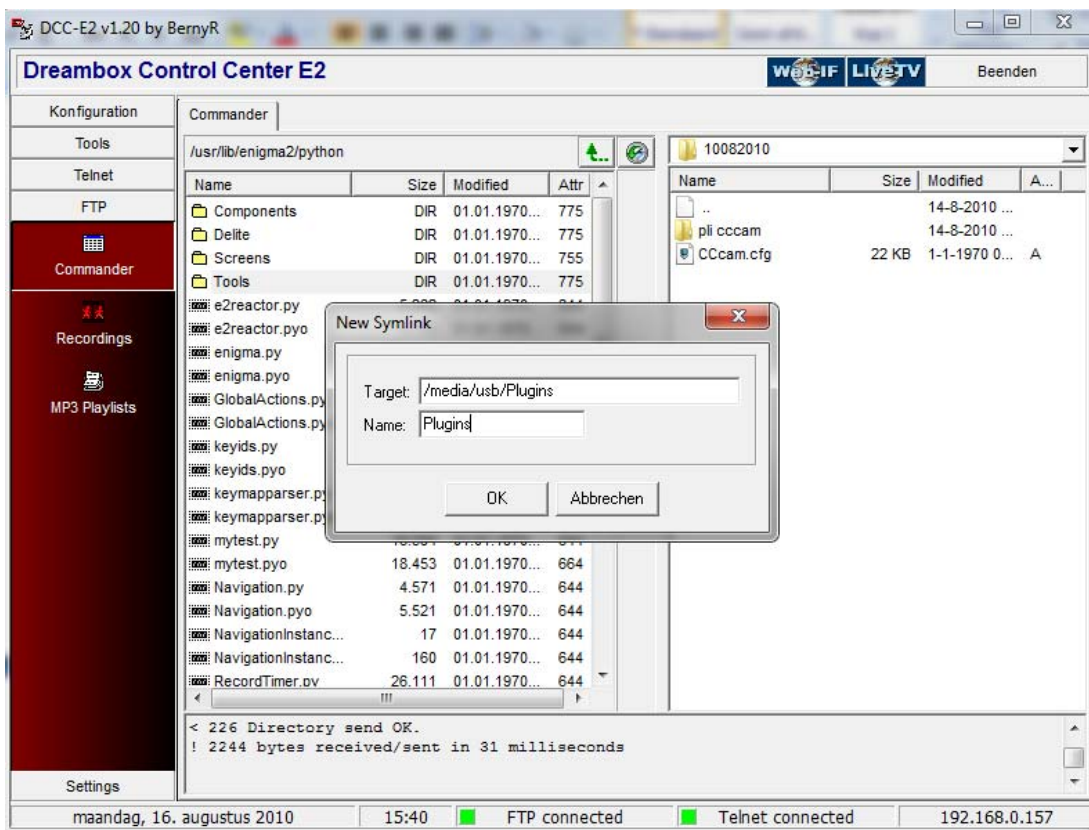 DCC-E2 v1.20 by BernyR
Dreambox Control Center E2
Web-IF
LiveTV
Beenden
Konfiguration
Tools
Telnet
FTP
Commander
Recordings
MP3 Playlists
Settings
Commander
/usr/lib/enigma2/python
Name Size Modified Attr
Components DIR 01.01.1970... 775
Delite DIR 01.01.1970... 775
Screens DIR 01.01.1970... 755
Tools DIR 01.01.1970... 775
e2reactor.py
e2reactor.pyo
enigma.py
enigma.pyo
GlobalActions.py
GlobalActions.py
keyids.py
keyids.pyo
keymapparser.py
keymapparser.py
mytest.py
mytest.pyo 18.453 01.01.1970... 664
Navigation.py 4.571 01.01.1970... 644
Navigation.pyo 5.521 01.01.1970... 644
NavigationInstanc... 17 01.01.1970... 644
NavigationInstanc... 160 01.01.1970... 644
RecordTimer.py 26.111 01.01.1970... 644
10082010
Name Size Modified A...
.. 14-8-2010 ...
pli cccam 14-8-2010 ...
CCcam.cfg 22 KB 1-1-1970 0... A
New Symlink
Target: /media/usb/Plugins
Name: Plugins
OK Abbrechen
< 226 Directory send OK.
! 2244 bytes received/sent in 31 milliseconds
maandag, 16. augustus 2010 15:40 FTP connected Telnet connected 192.168.0.157